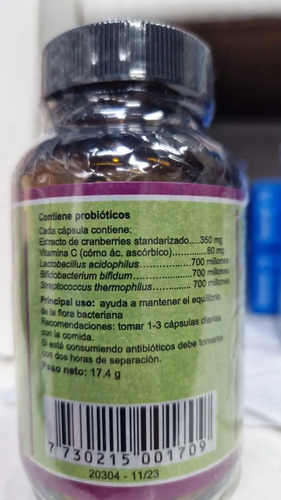 Contiene probióticos
Cada cápsula contiene:
Extracto de cranberries standarizado.....350 mg
Vitamina C (cómo ác. ascórbico)............60 mg
Lactobacillus acidophilus...................700 millones
Bifidobacterium bifidum.....................700 millones
Streptococcus thermophilus............... 700 millones
Principal uso: ayuda a mantener el equilibrio
de la flora bacteriana
Recomendaciones: tomar 1-3 cápsulas diarias,
con la comida.
Si está consumiendo antibióticos debe tomarse
con dos horas de separación.
Peso neto: 17.4 g
7 730215 001709
20304 - 11/23